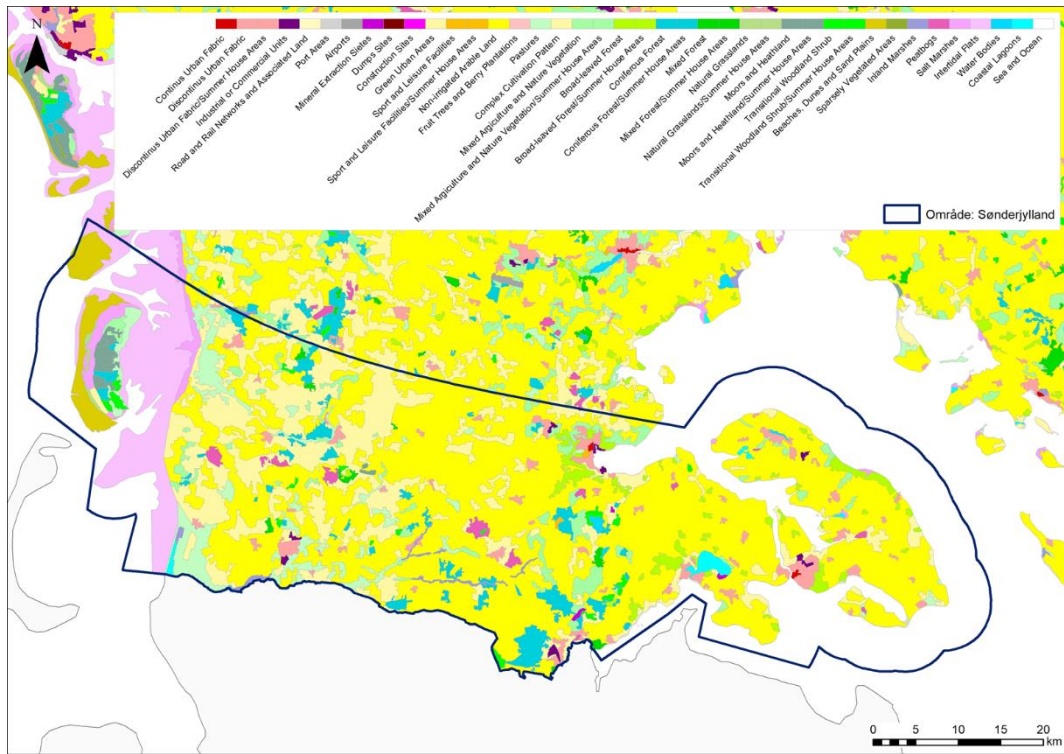 N
Continus Urban Fabric
Discontinus Urban Fabric
Discontinus Urban Fabric/Summer House Areas
Industrial or Commercial Units
Road and Rail Networks and Associated Land
Port Areas
Airports
Mineral Extraction Sietes
Dumps Sites
Construction Sites
Green Urban Areas
Sport and Leisure Facilities
Sport and Leisure Facilities/Summer House Areas
Non-irrigated Arabla Land
Fruit Trees and Berry Plantations
Pastures
Complex Cultivation Pattern
Mixed Argiculture and Nature Vegetation
Mixed Argiculture and Nature Vegetation/Summer House Areas
Broad-leaved Forest
Broad-leaved Forest/Summer House Areas
Coniferous Forest
Coniferous Forest/Summer House Areas
Mixed Forest
Mixed Forest/Summer House Areas
Natural Grasslands
Natural Grasslands/Summer House Areas
Moors and Heathland
Moors and Heathlnd/Summer House Areas
Transitional Woodland Shrub
Transitional Woodland Shrub/Summer House Areas
Beaches, Dunes and Sand Plains
Sparsely Vegetated Areas
Inland Marches
Peatbogs
Salt Marshes
Intertidal Flats
Water Bodies
Coastal Lagoons
Sea and Ocean
Område: Sønderjylland
0 5 10 15 20
km